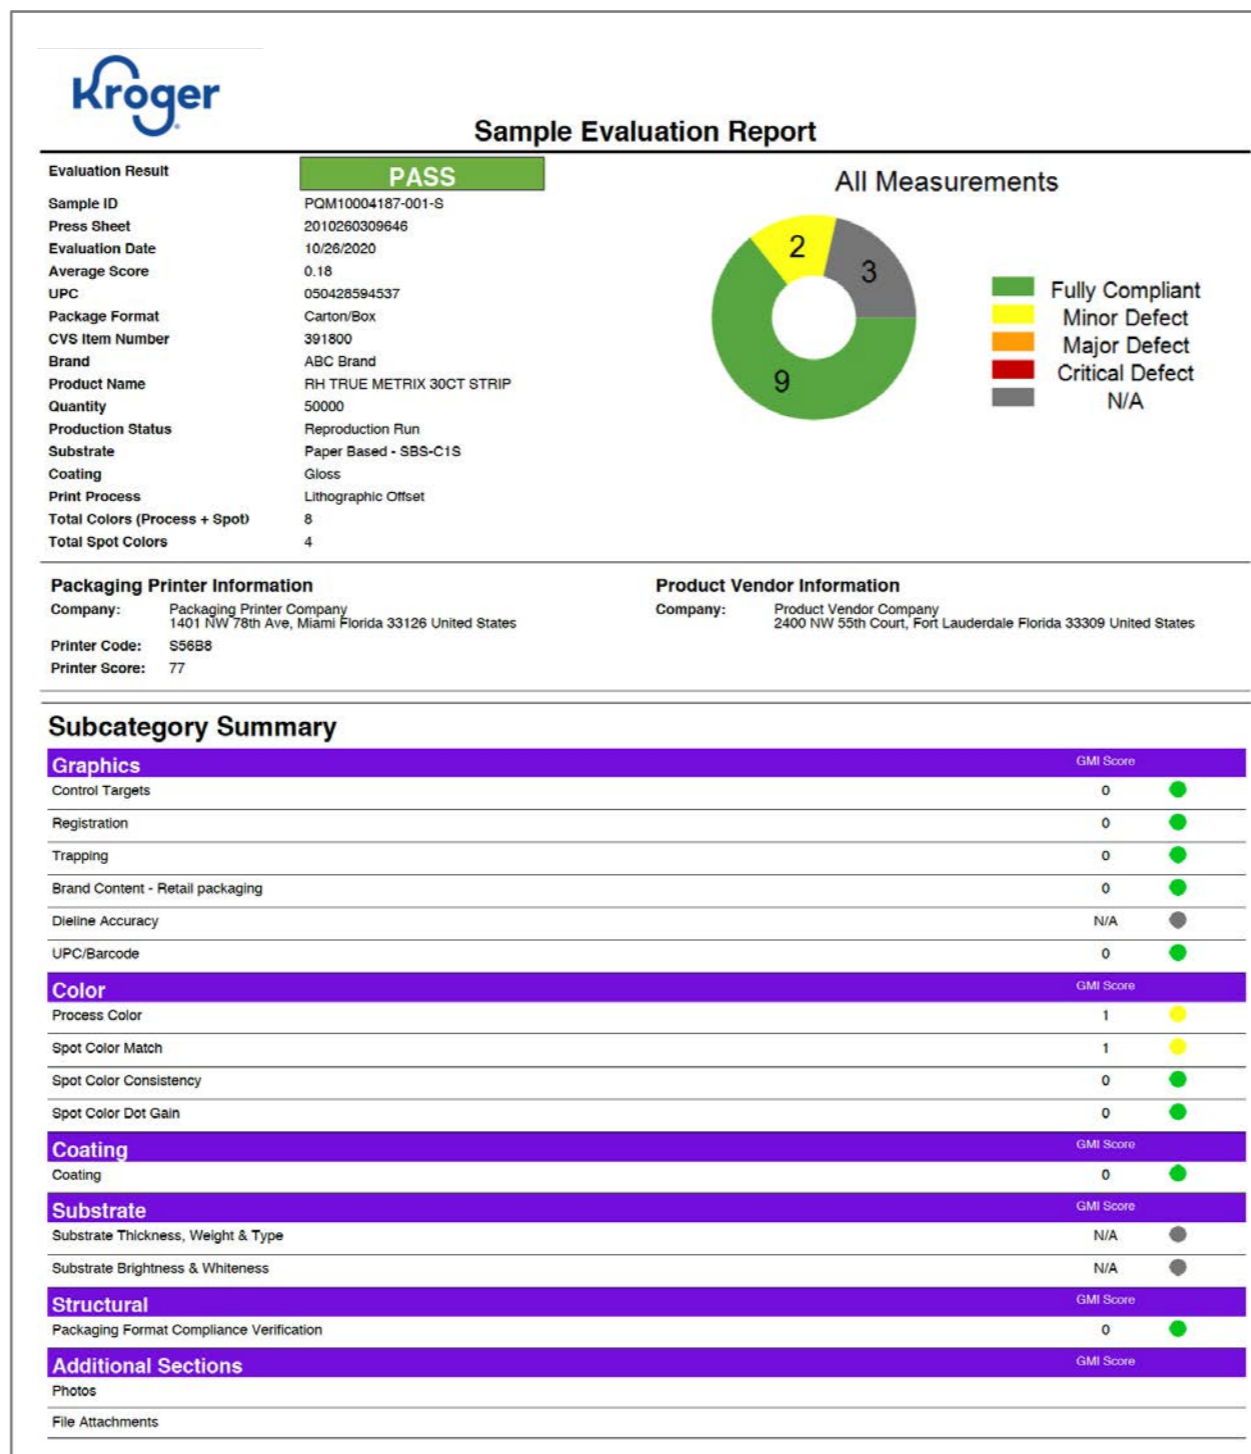 Kroger
Sample Evaluation Report
Evaluation Result PASS
Sample ID PQM10004187-001-S
Press Sheet 2010260309646
Evaluation Date 10/26/2020
Average Score 0.18
UPC 050428594537
Package Format Carton/Box
CVS Item Number 391800
Brand ABC Brand
Product Name RH TRUE METRIX 30CT STRIP
Quantity 50000
Production Status Reproduction Run
Substrate Paper Based - SBS-C1S
Coating Gloss
Print Process Lithographic Offset
Total Colors (Process + Spot) 8
Total Spot Colors 4
All Measurements
2
3
9
Fully Compliant
Minor Defect
Major Defect
Critical Defect
N/A
Packaging Printer Information
Company: Packaging Printer Company
1401 NW 78th Ave, Miami Florida 33126 United States
Printer Code: S56B8
Printer Score: 77
Product Vendor Information
Company: Product Vendor Company
2400 NW 55th Court, Fort Lauderdale Florida 33309 United States
Subcategory Summary
Graphics GMI Score
Control Targets 0
Registration 0
Trapping 0
Brand Content - Retail packaging 0
Dieline Accuracy N/A
UPC/Barcode 0
Color GMI Score
Process Color 1
Spot Color Match 1
Spot Color Consistency 0
Spot Color Dot Gain 0
Coating GMI Score
Coating 0
Substrate GMI Score
Substrate Thickness, Weight & Type N/A
Substrate Brightness & Whiteness N/A
Structural GMI Score
Packaging Format Compliance Verification 0
Additional Sections GMI Score
Photos
File Attachments